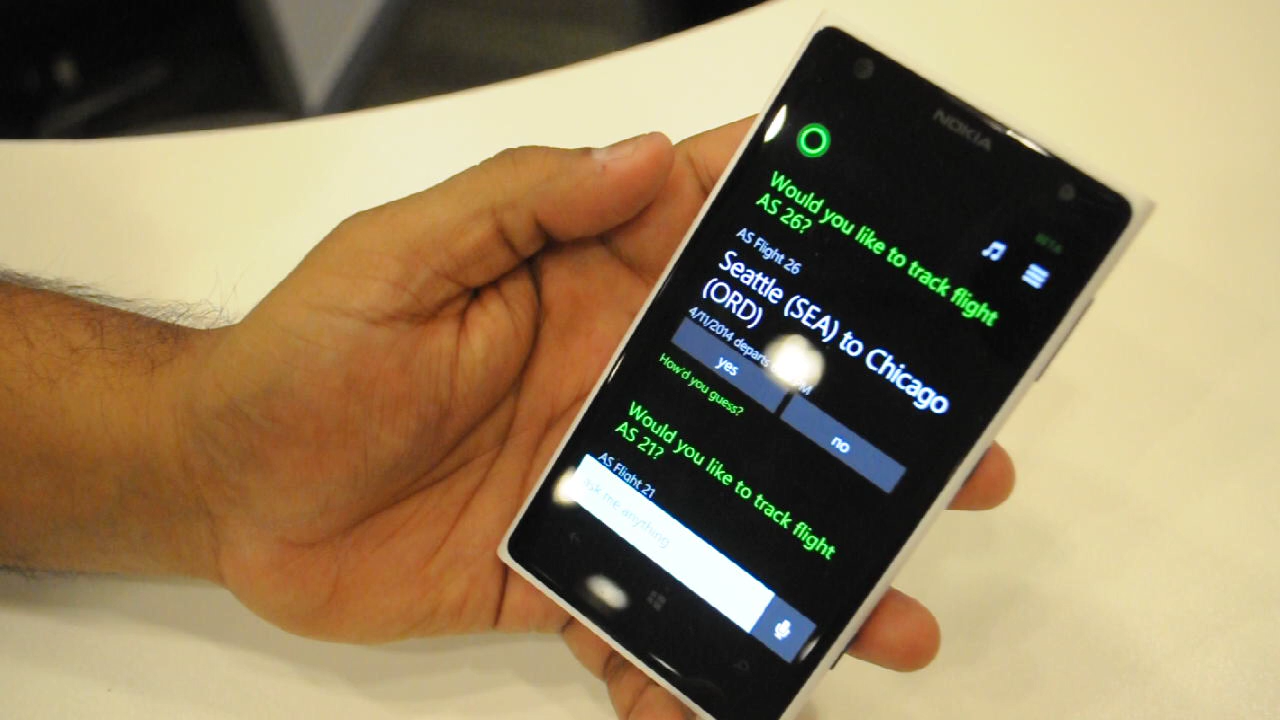 NOKIA
BETA
Would you like to track flight
AS 26?
AS Flight 26
Seattle (SEA) to Chicago
(ORD)
4/11/2014 departs
yes
no
How'd you guess?
Would you like to track flight
AS 21?
AS Flight 21
ask me anything